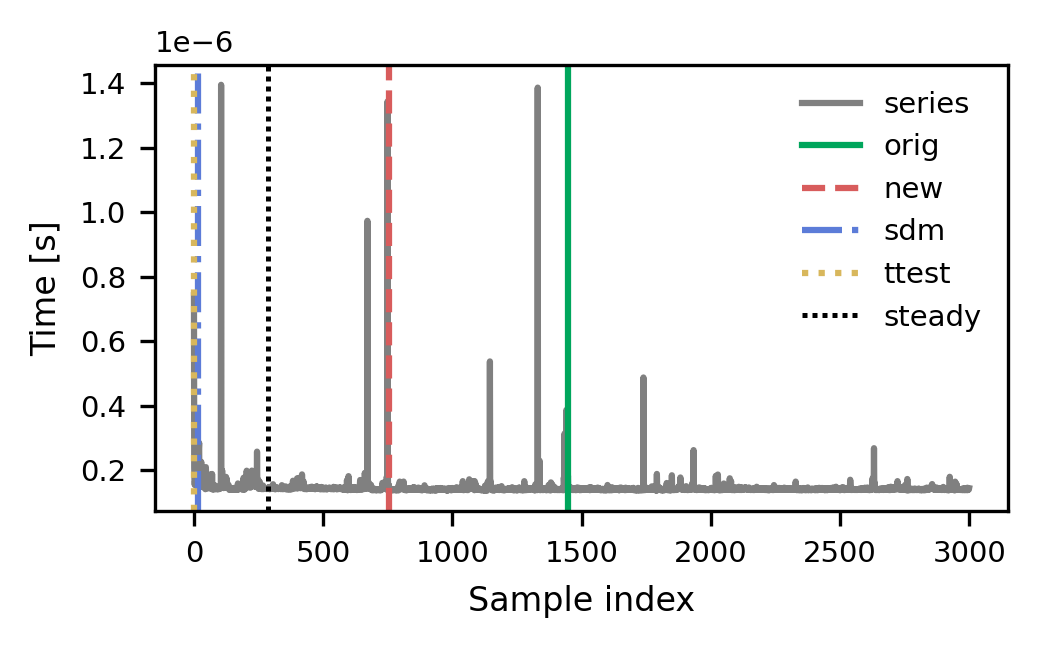 1e−6
1.4
1.2
1.0
0.8
0.6
0.4
0.2
Time [s]
series
orig
new
sdm
ttest
steady
0 500 1000 1500 2000 2500 3000
Sample index